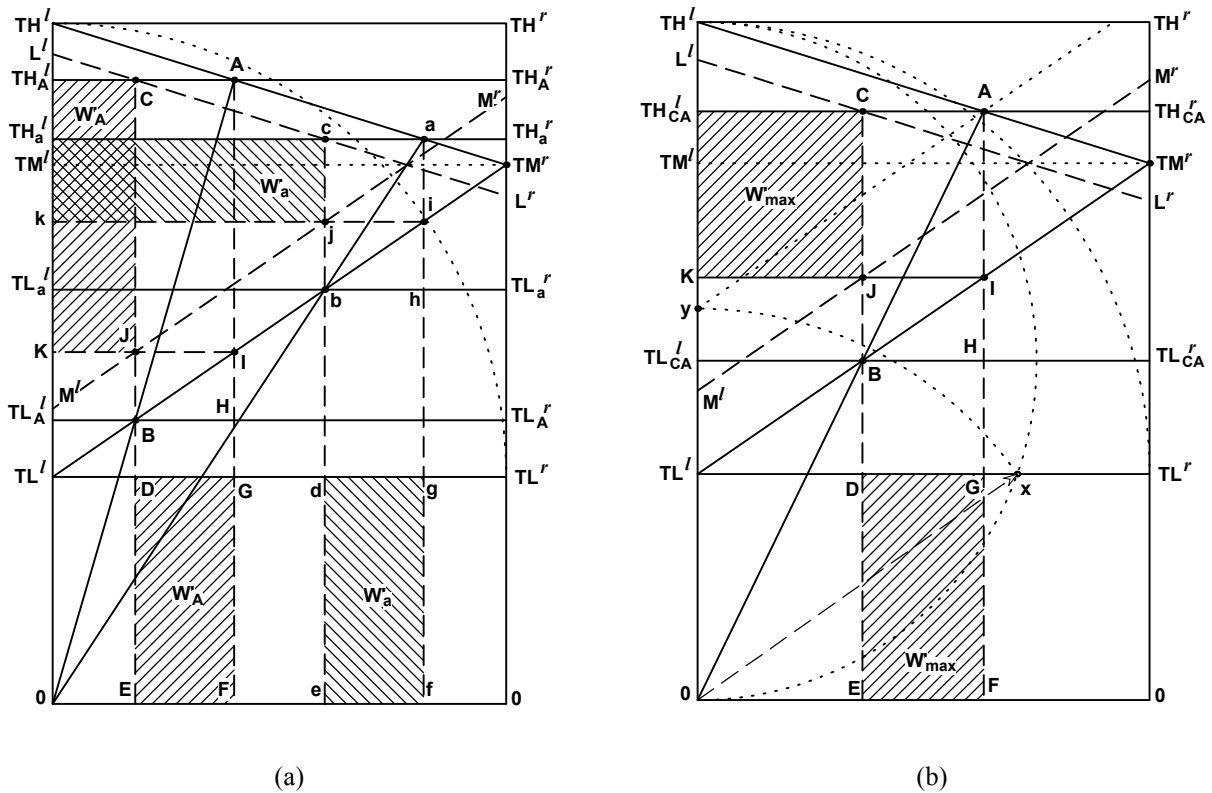 TH^l
TH^r
L^l
TH_A^l
A
TH_A^r
C
W'_A
M^r
TH_a^l
c
a
TH_a^r
TM^l
TM^r
W'_a
L^r
k
j
i
TL_a^l
b
h
TL_a^r
J
K
I
M^l
H
TL_A^l
TL_A^r
B
TL^l
TL^r
D
G
d
g
W'_A
W'_a
E
F
e
f
0
0
(a)
TH^l
TH^r
L^l
M^r
C
A
TH_CA^l
TH_CA^r
TM^l
TM^r
W'_max
L^r
K
J
I
y
H
TL_CA^l
TL_CA^r
B
M^l
TL^l
TL^r
D
G
x
W'_max
E
F
0
0
(b)